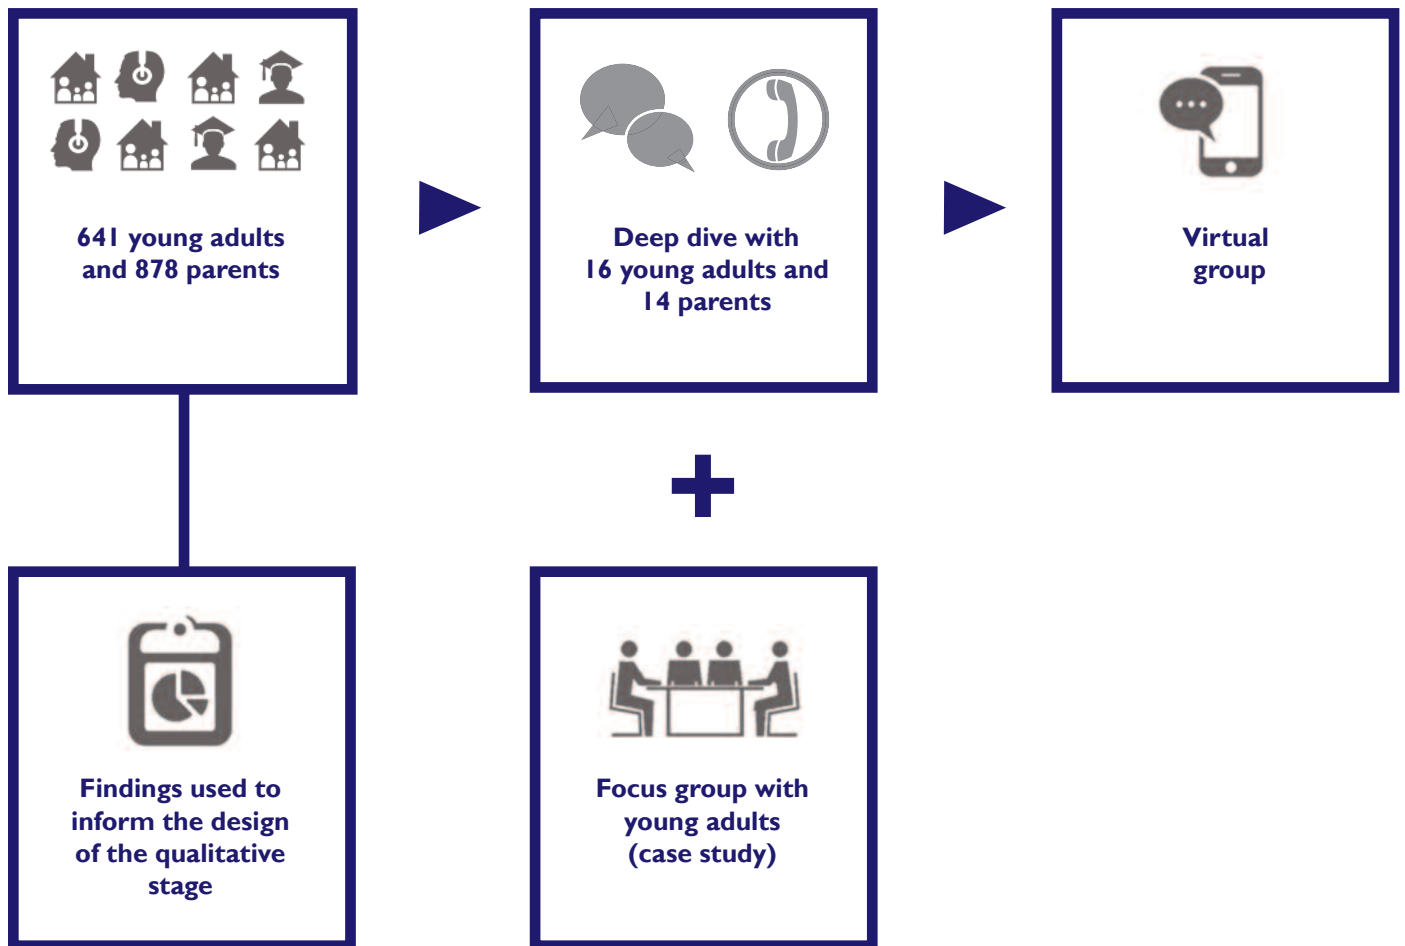 641 young adults
and 878 parents
Deep dive with
16 young adults and
14 parents
Virtual
group
Findings used to
inform the design
of the qualitative
stage
Focus group with
young adults
(case study)